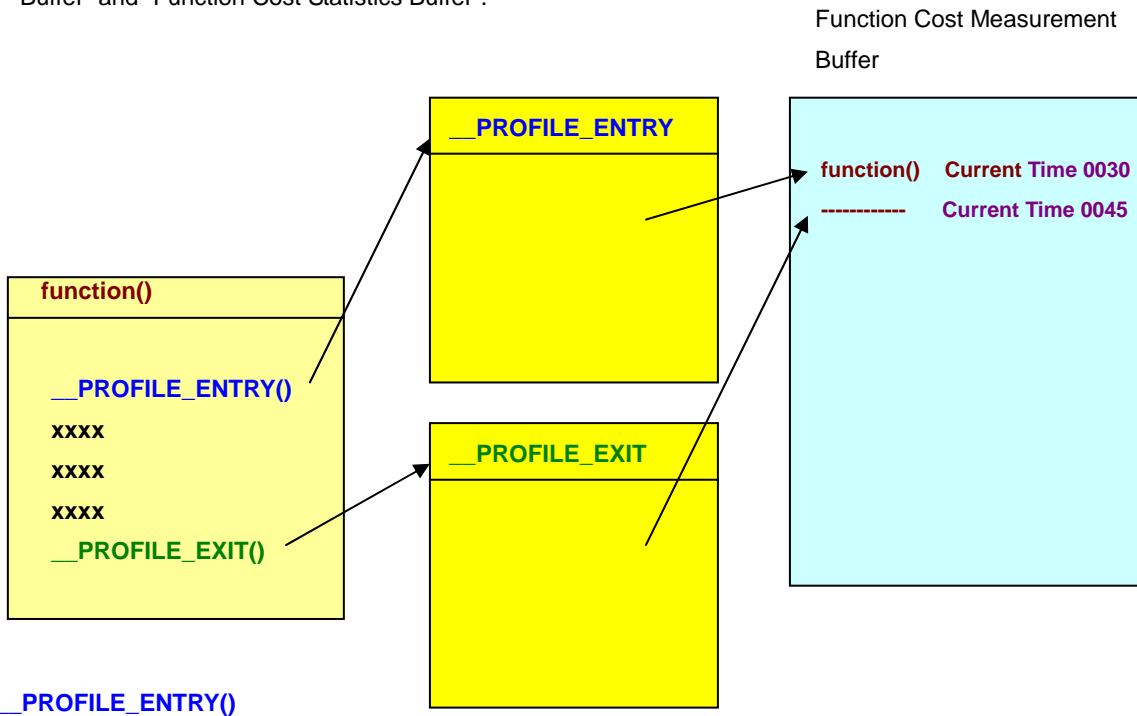 Buffer" and "Function Cost Statistics Buffer".
Function Cost Measurement
Buffer
__PROFILE_ENTRY
function() Current Time 0030
------------ Current Time 0045
function()
__PROFILE_ENTRY()
xxxx
xxxx
xxxx
__PROFILE_EXIT()
__PROFILE_EXIT
__PROFILE_ENTRY()